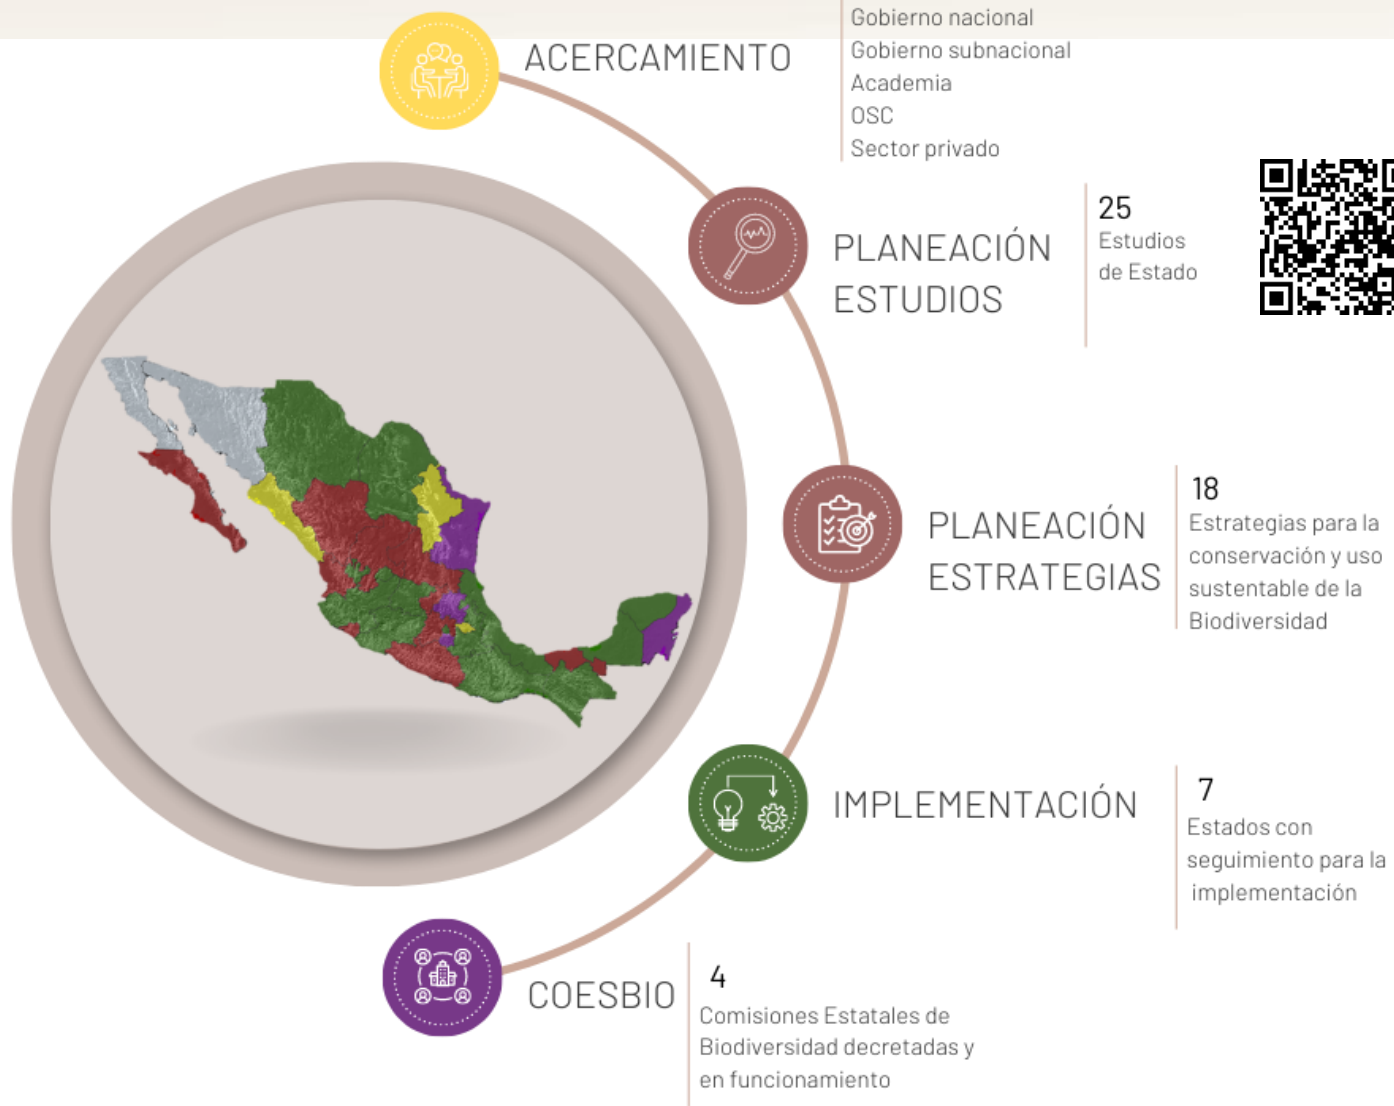 ACERCAMIENTO
Gobierno nacional
Gobierno subnacional
Academia
OSC
Sector privado
PLANEACIÓN
ESTUDIOS
25
Estudios
de Estado
PLANEACIÓN
ESTRATEGIAS
18
Estrategias para la
conservación y uso
sustentable de la
Biodiversidad
IMPLEMENTACIÓN
7
Estados con
seguimiento para la
implementación
COESBIO
4
Comisiones Estatales de
Biodiversidad decretadas y
en funcionamiento